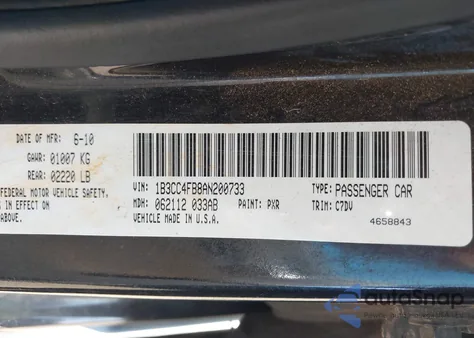 DATE OF MFR: 6-10
GAWR: 01007 KG
REAR: 02220 LB
FEDERAL MOTOR VEHICLE SAFETY,
S IN EFFECT ON
ABOVE.
VIN: 1B3CC4FB8AN200733
TYPE: PASSENGER CAR
MDH: 062112 033AB
PAINT: PXR
TRIM: C7DV
VEHICLE MADE IN U.S.A.
4658843
autoSnap